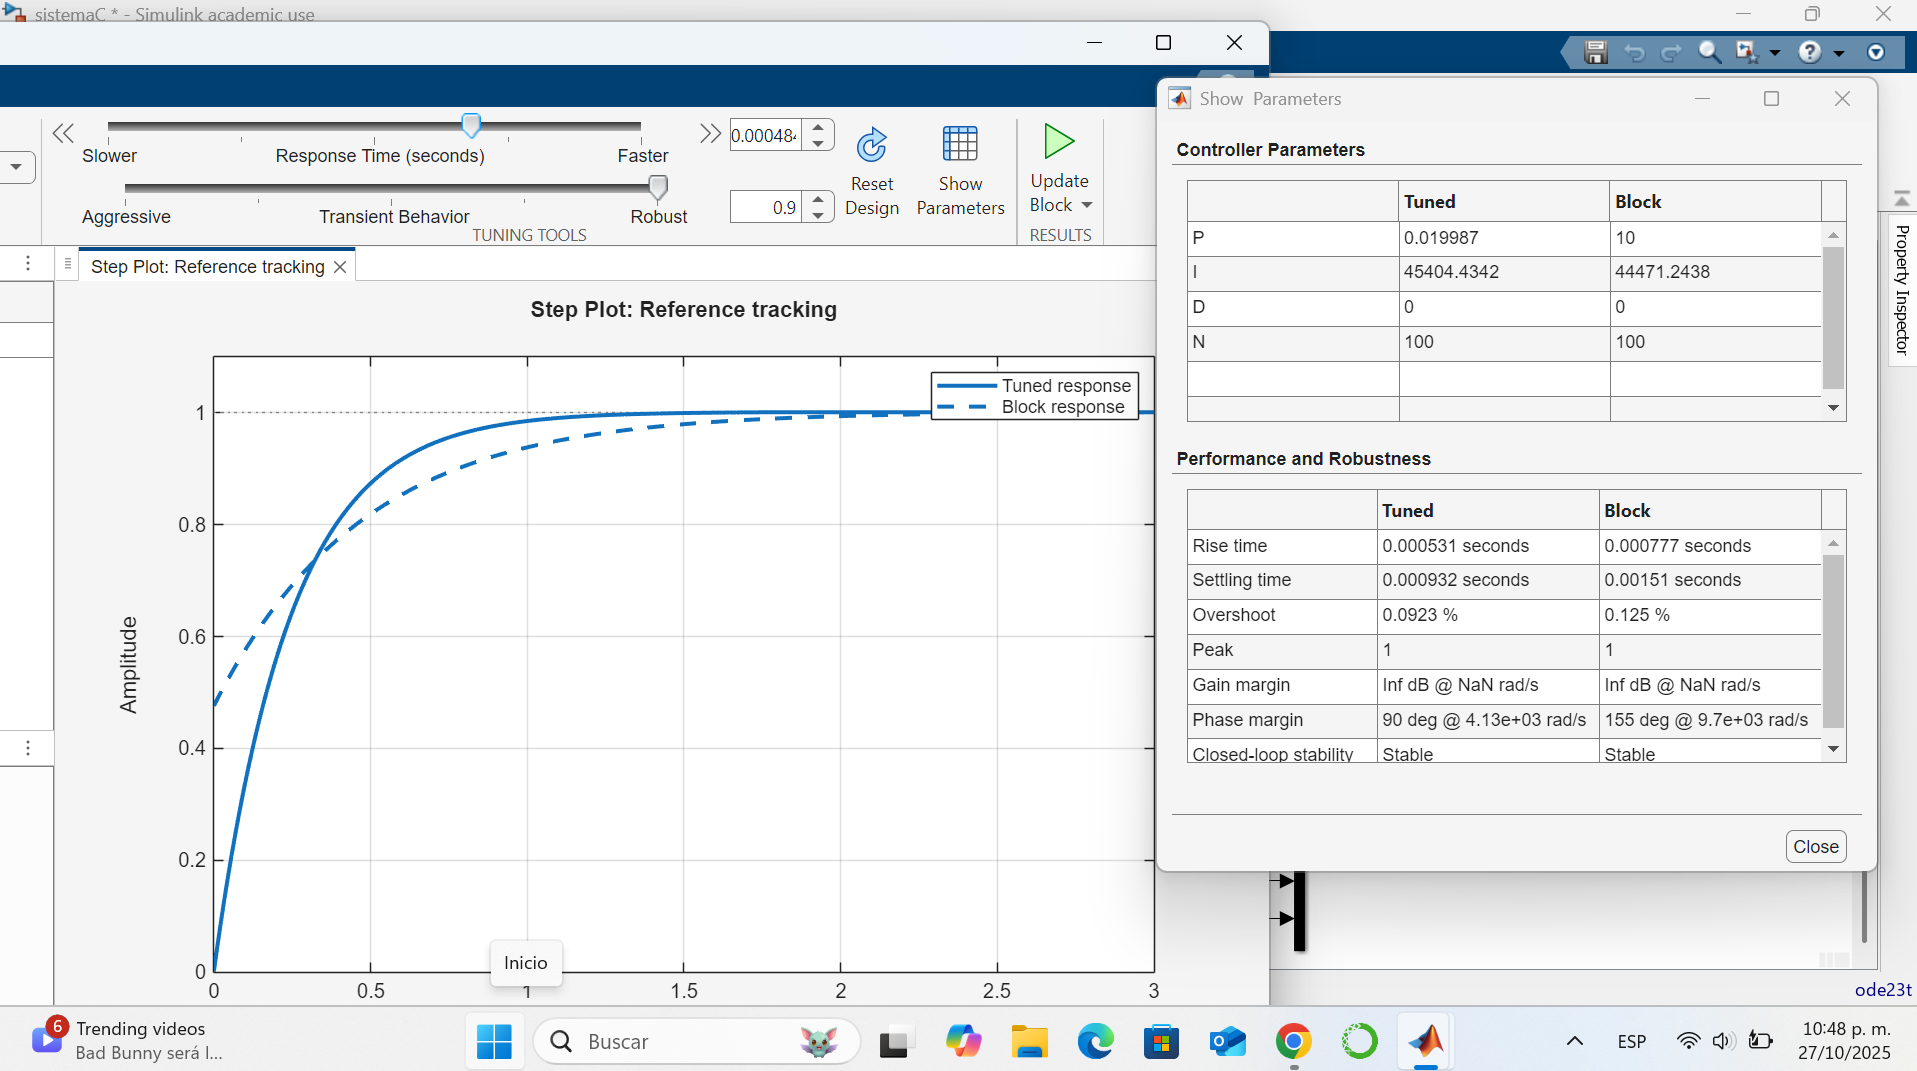 sistemaC * - Simulink academic use
Show Parameters
Slower
Response Time (seconds)
Faster
0.000484
Aggressive
Transient Behavior
Robust
0.9
Reset
Design
Show
Parameters
Update
Block
TUNING TOOLS
RESULTS
Step Plot: Reference tracking
Step Plot: Reference tracking
Tuned response
Block response
Amplitude
1
0.8
0.6
0.4
0.2
0
0
0.5
1
1.5
2
2.5
3
Inicio
Controller Parameters
Tuned Block
P 0.019987 10
I 45404.4342 44471.2438
D 0 0
N 100 100
Performance and Robustness
Tuned Block
Rise time 0.000531 seconds 0.000777 seconds
Settling time 0.000932 seconds 0.00151 seconds
Overshoot 0.0923 % 0.125 %
Peak 1 1
Gain margin Inf dB @ NaN rad/s Inf dB @ NaN rad/s
Phase margin 90 deg @ 4.13e+03 rad/s 155 deg @ 9.7e+03 rad/s
Closed-loop stability Stable Stable
Close
Property Inspector
ode23t
6
Trending videos
Bad Bunny será l...
Buscar
ESP
10:48 p. m.
27/10/2025